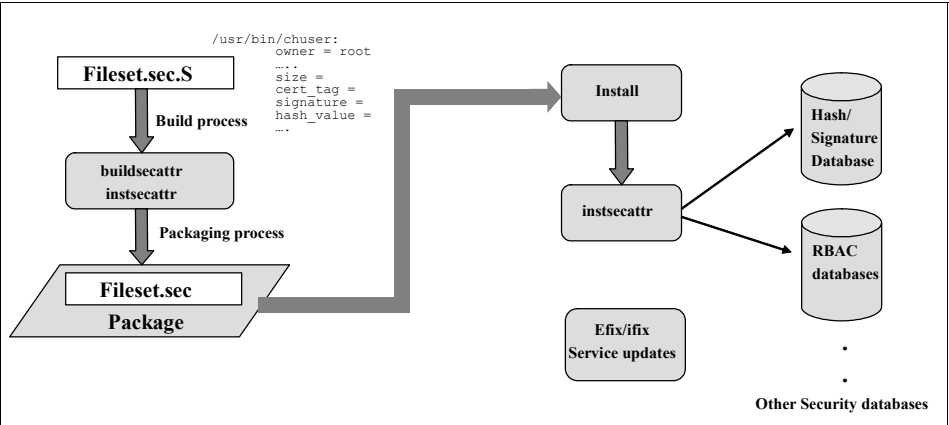 /usr/bin/chuser:
owner = root
…..
size =
cert_tag =
signature =
hash_value =
….
Fileset.sec.S
Build process
buildsecattr
instsecattr
Packaging process
Fileset.sec
Package
Install
instsecattr
Efix/ifix
Service updates
Hash/
Signature
Database
RBAC
databases
.
.
Other Security databases